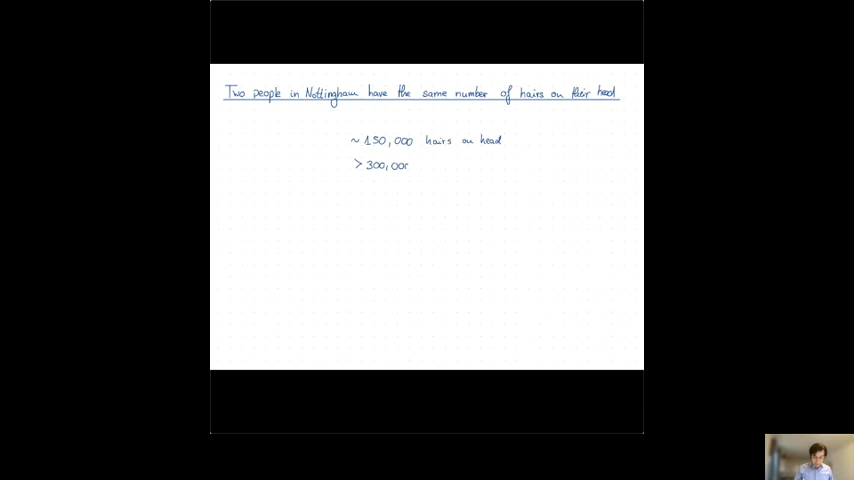 Two people in Nottingham have the same number of hairs on their head
~ 150,000 hairs on head
> 300,000